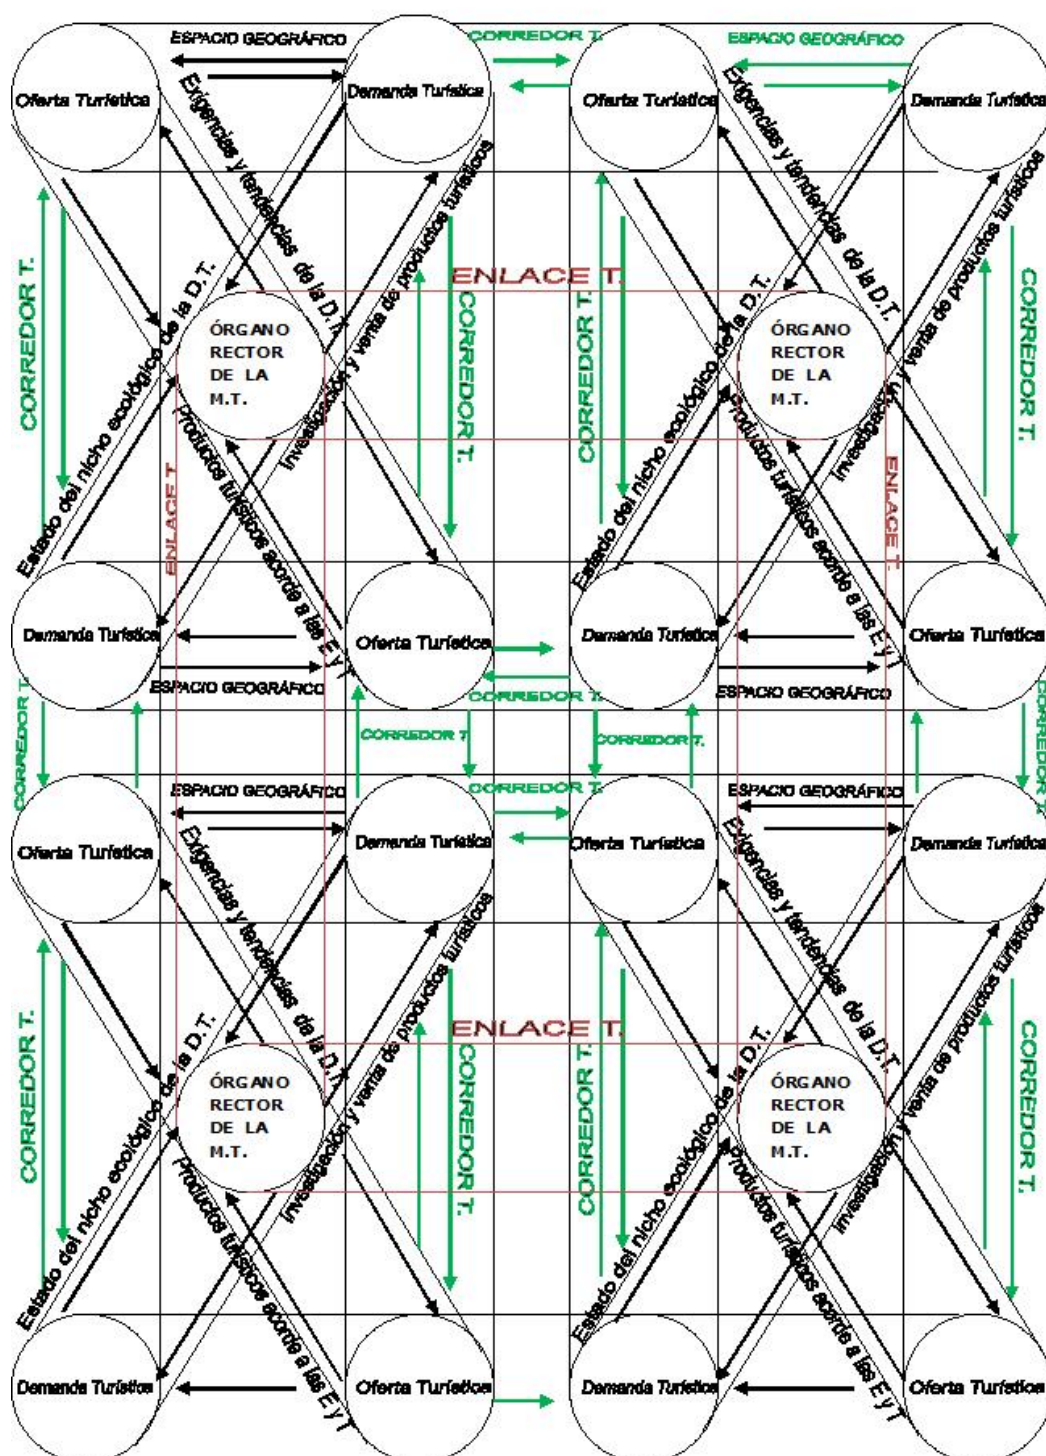 ESPACIO GEOGRÁFICO
CORREDOR T.
ESPACIO GEOGRÁFICO
Oferta Turística
Demanda Turística
Oferta Turística
Demanda Turística
Exigencias y tendencias de la D.T.
Exigencias y tendencias de la D.T.
CORREDOR T.
Estado del nicho ecológico de la D.T.
Investigación y venta de productos turísticos
CORREDOR T.
ENLACE T.
CORREDOR T.
Estado del nicho ecológico de la D.T.
Investigación y venta de productos turísticos
CORREDOR T.
ÓRGANO
RECTOR
DE LA
M.T.
ÓRGANO
RECTOR
DE LA
M.T.
ENLACE T
Productos turísticos acorde a las E y T
Productos turísticos acorde a las E y T
ENLACE T.
Demanda Turística
Oferta Turística
Demanda Turística
Oferta Turística
ESPACIO GEOGRÁFICO
CORREDOR T.
ESPACIO GEOGRÁFICO
CORREDOR T.
CORREDOR T
CORREDOR T.
CORREDOR T.
ESPACIO GEOGRÁFICO
CORREDOR T.
ESPACIO GEOGRÁFICO
Oferta Turística
Demanda Turística
Oferta Turística
Demanda Turística
Exigencias y tendencias de la D.T.
Exigencias y tendencias de la D.T.
CORREDOR T.
Estado del nicho ecológico de la D.T.
Investigación y venta de productos turísticos
CORREDOR T.
ENLACE T.
CORREDOR T.
Estado del nicho ecológico de la D.T.
Investigación y venta de productos turísticos
CORREDOR T.
ÓRGANO
RECTOR
DE LA
M.T.
ÓRGANO
RECTOR
DE LA
M.T.
Productos turísticos acorde a las E y T
Productos turísticos acorde a las E y T
Demanda Turística
Oferta Turística
Demanda Turística
Oferta Turística